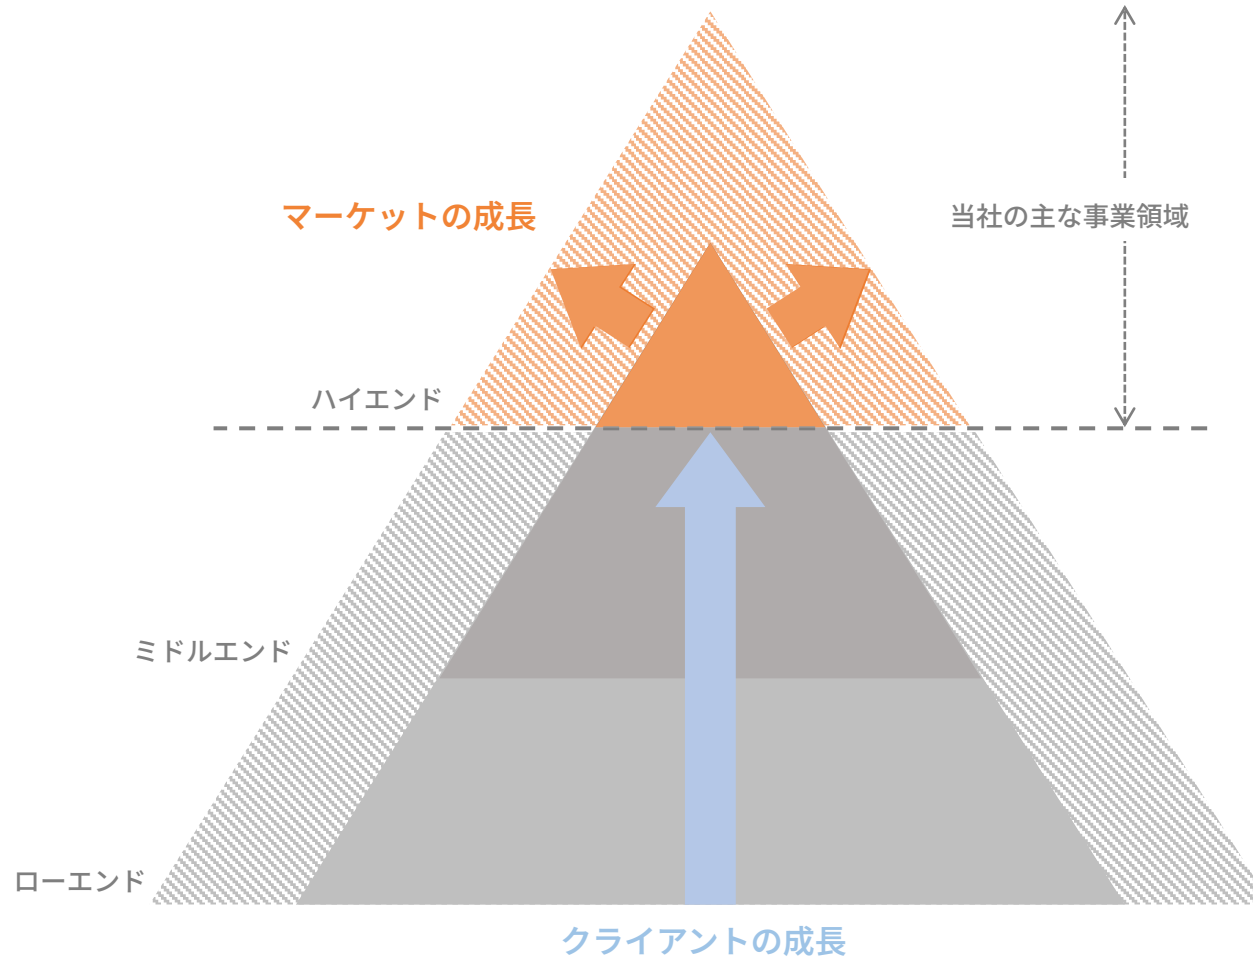 マーケットの成長
当社の主な事業領域
ハイエンド
ミドルエンド
ローエンド
クライアントの成長